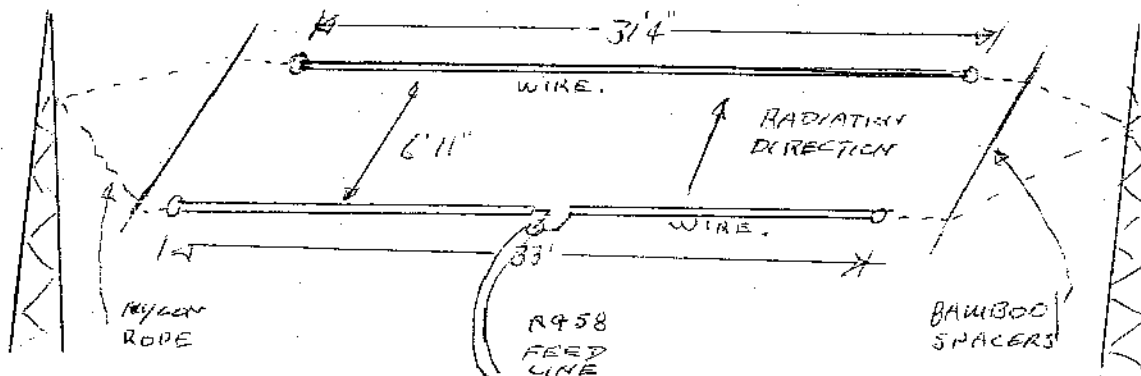 31'4"
WIRE.
6'11"
RADIATION
DIRECTION
WIRE.
33'
NYLON
ROPE
RG58
FEED
LINE
BAMBOO
SPACERS